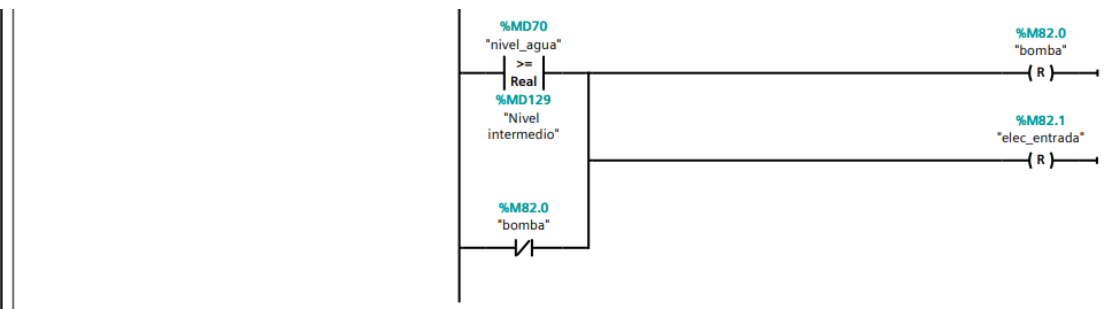 %MD70
"nivel_agua"
>=
Real
%MD129
"Nivel
intermedio"
%M82.0
"bomba"
R
%M82.1
"elec_entrada"
R
%M82.0
"bomba"